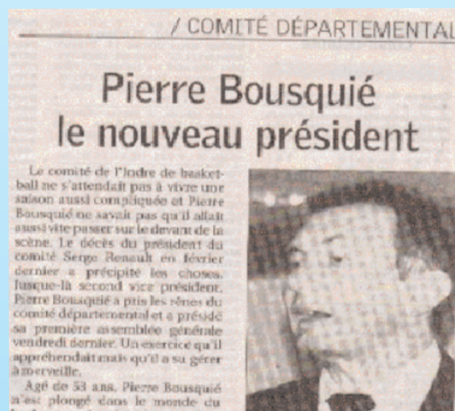 / COMITÉ DÉPARTEMENTAL
Pierre Bousquié
le nouveau président
Le comité de l'Indre de basket-
ball ne s'attendait pas à vivre une
saison aussi compliquée et Pierre
Bousquié ne savait pas qu'il allait
aussi vite passer sur le devant de la
scène. Le décès du président du
comité Serge Renault en février
dernier a précipité les choses.
Jusque-là second vice président,
Pierre Bousquié a pris les rênes du
comité départemental et a présidé
sa première assemblée générale
vendredi dernier. Un exercice qu'il
appréhendait mais qu'il a su gérer
à merveille.
Agé de 53 ans, Pierre Bousquié
s'est plongé dans le monde du